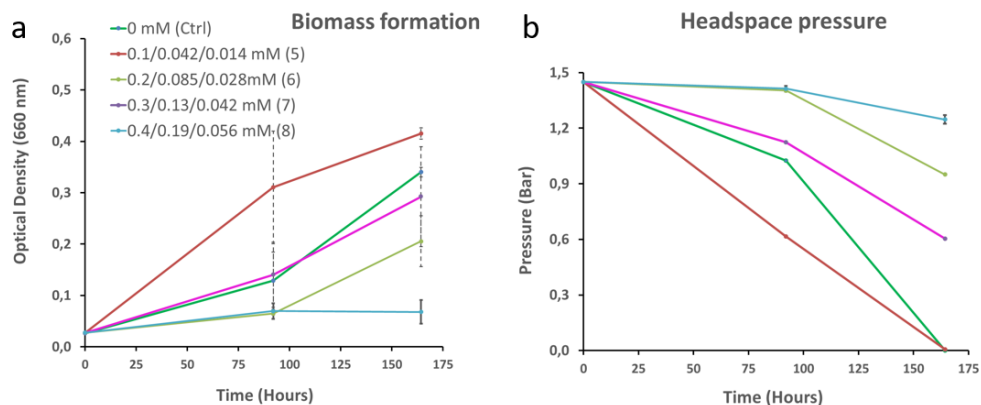 a
Biomass formation
0 mM (Ctrl)
0.1/0.042/0.014 mM (5)
0.2/0.085/0.028mM (6)
0.3/0.13/0.042 mM (7)
0.4/0.19/0.056 mM (8)
Optical Density (660 nm)
0,6
0,5
0,4
0,3
0,2
0,1
0,0
0 25 50 75 100 125 150 175
Time (Hours)
b
Headspace pressure
Pressure (Bar)
1,5
1,2
0,9
0,6
0,3
0,0
0 25 50 75 100 125 150 175
Time (Hours)